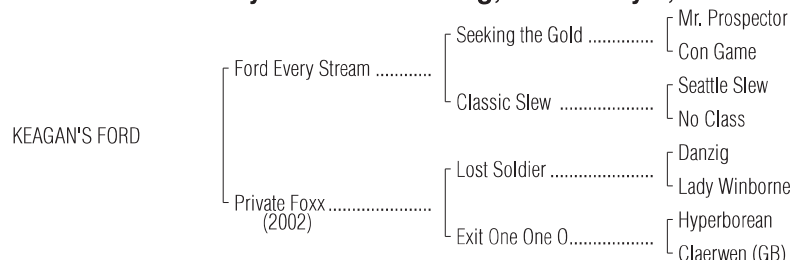 Mr. Prospector
Seeking the Gold ..............
Con Game
Ford Every Stream ............
Seattle Slew
Classic Slew ....................
No Class
KEAGAN'S FORD
Danzig
Lost Soldier ......................
Lady Winborne
Private Foxx ......................
(2002)
Hyperborean
Exit One One O..................
Claerwen (GB)